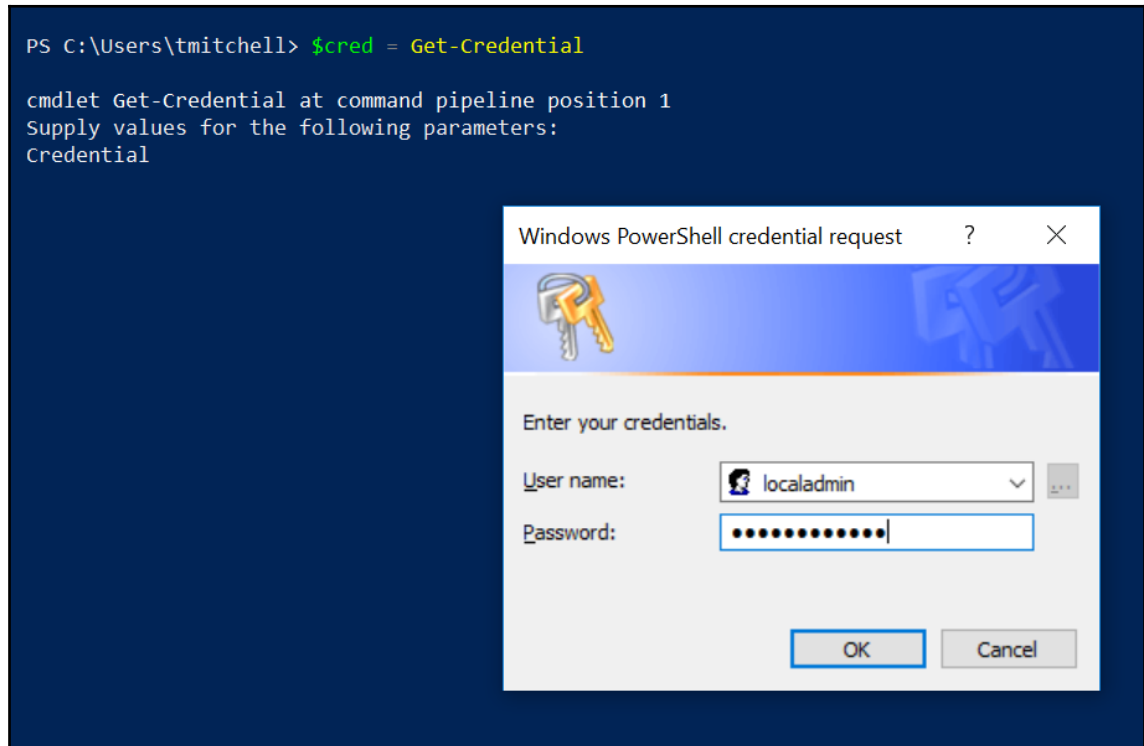 PS C:\Users\tmitchell> $cred = Get-Credential
cmdlet Get-Credential at command pipeline position 1
Supply values for the following parameters:
Credential
Windows PowerShell credential request ?
Enter your credentials.
User name: localadmin ...
Password: ••••••••••••
OK Cancel